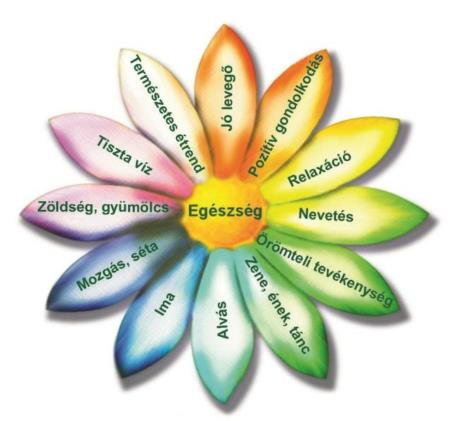 Jó levegő
Pozitív gondolkodás
Relaxáció
Nevetés
Örömteli tevékenység
Zene, ének, tánc
Alvás
Ima
Mozgás, séta
Zöldség, gyümölcs
Tiszta víz
Természetes étrend
Egészség